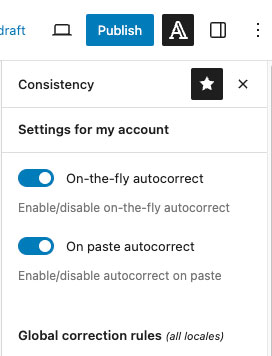 draft
Publish
Consistency
Settings for my account
On-the-fly autocorrect
Enable/disable on-the-fly autocorrect
On paste autocorrect
Enable/disable autocorrect on paste
Global correction rules (all locales)